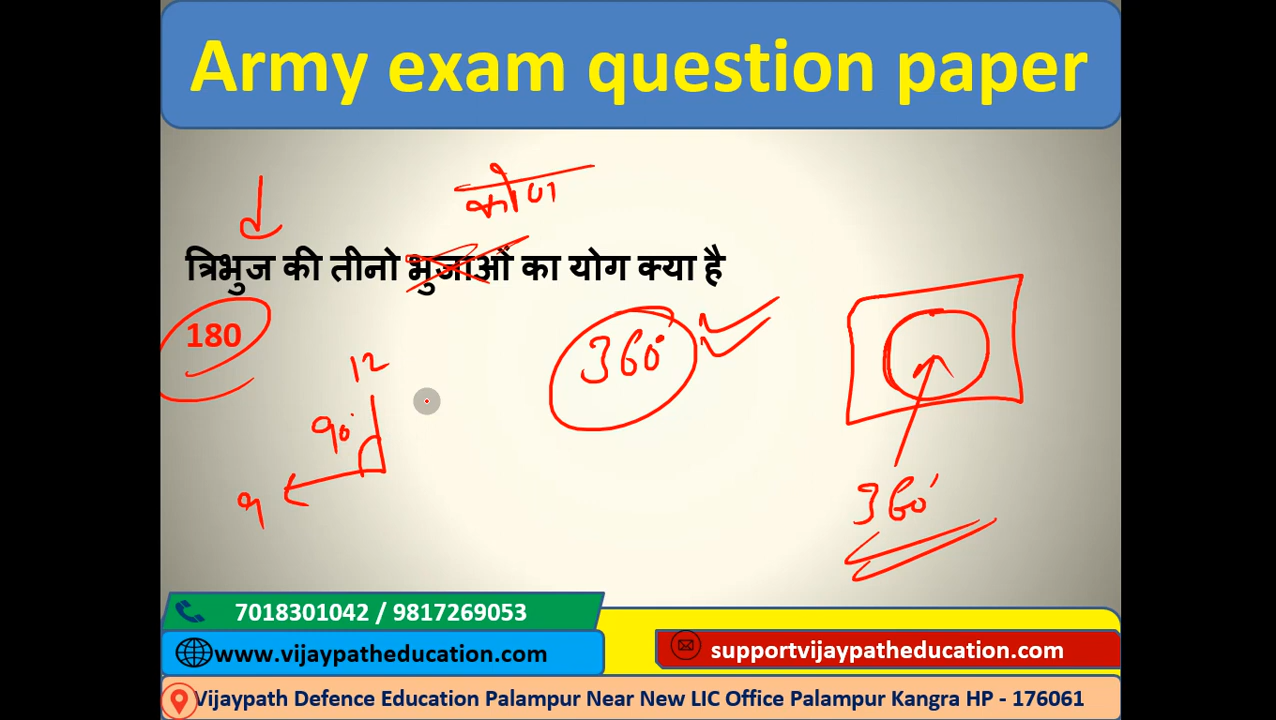 Army exam question paper
कोण
त्रिभुज की तीनो भुजाओं का योग क्या है
180
360°
12
90°
9
360°
7018301042 / 9817269053
www.vijaypatheducation.com
supportvijaypatheducation.com
Vijaypath Defence Education Palampur Near New LIC Office Palampur Kangra HP - 176061